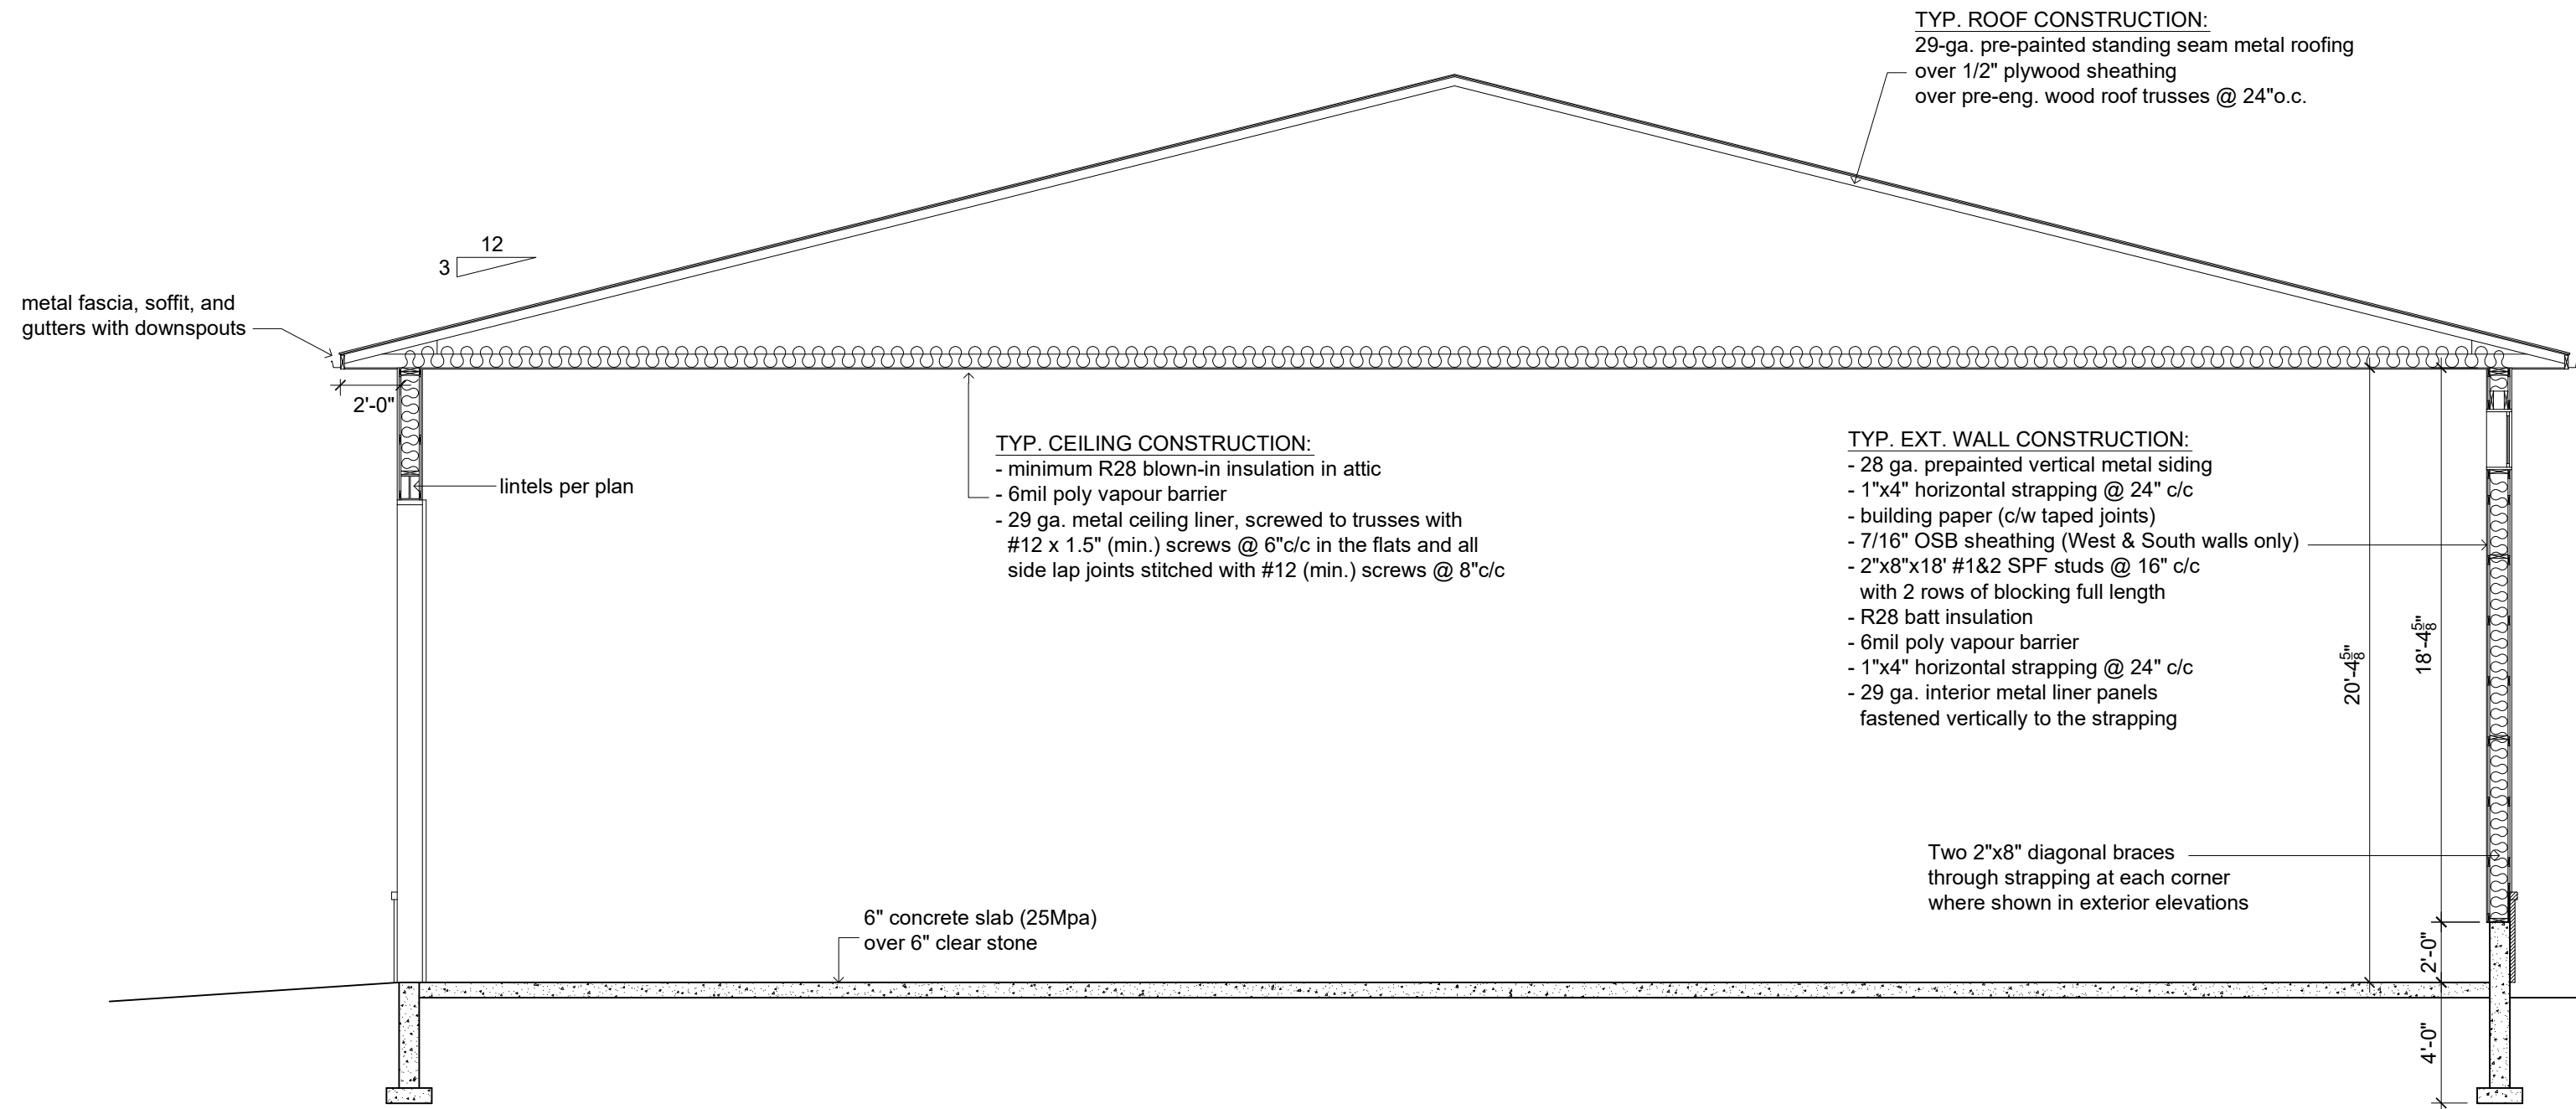 TYP. ROOF CONSTRUCTION:
29-ga. pre-painted standing seam metal roofing
over 1/2" plywood sheathing
over pre-eng. wood roof trusses @ 24"o.c.
12
3
metal fascia, soffit, and
gutters with downspouts
2'-0"
lintels per plan
TYP. CEILING CONSTRUCTION:
- minimum R28 blown-in insulation in attic
- 6mil poly vapour barrier
- 29 ga. metal ceiling liner, screwed to trusses with
#12 x 1.5" (min.) screws @ 6"c/c in the flats and all
side lap joints stitched with #12 (min.) screws @ 8"c/c
TYP. EXT. WALL CONSTRUCTION:
- 28 ga. prepainted vertical metal siding
- 1"x4" horizontal strapping @ 24" c/c
- building paper (c/w taped joints)
- 7/16" OSB sheathing (West & South walls only)
- 2"x8"x18' #1&2 SPF studs @ 16" c/c
with 2 rows of blocking full length
- R28 batt insulation
- 6mil poly vapour barrier
- 1"x4" horizontal strapping @ 24" c/c
- 29 ga. interior metal liner panels
fastened vertically to the strapping
20'-4 5/8"
18'-4 5/8"
Two 2"x8" diagonal braces
through strapping at each corner
where shown in exterior elevations
6" concrete slab (25Mpa)
over 6" clear stone
2'-0"
4'-0"